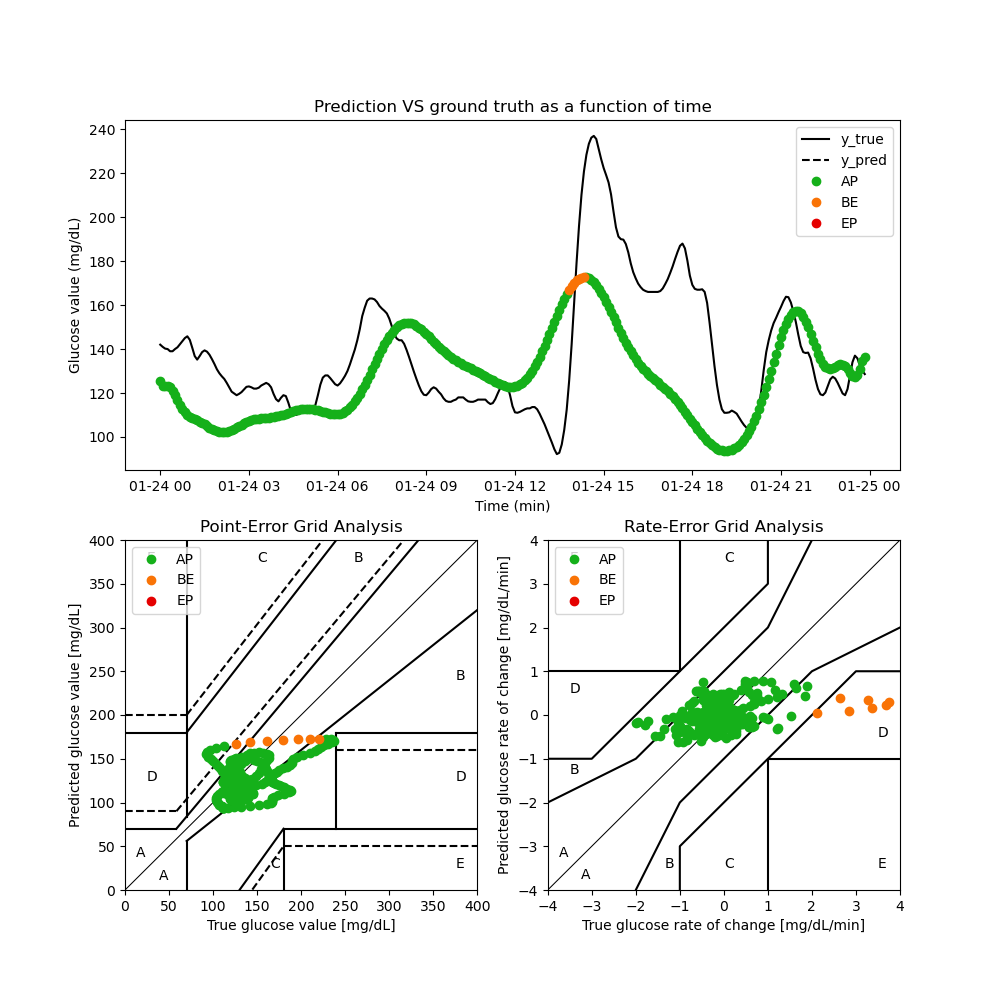 Prediction VS ground truth as a function of time
Glucose value (mg/dL)
240
220
200
180
160
140
120
100
y_true
y_pred
AP
BE
EP
01-24 00 01-24 03 01-24 06 01-24 09 01-24 12 01-24 15 01-24 18 01-24 21 01-25 00
Time (min)
Point-Error Grid Analysis
Predicted glucose value [mg/dL]
400
350
300
250
200
150
100
50
0
AP
BE
EP
C B
B
D D
A
A C E
0 50 100 150 200 250 300 350 400
True glucose value [mg/dL]
Rate-Error Grid Analysis
Predicted glucose rate of change [mg/dL/min]
4
3
2
1
0
−1
−2
−3
−4
AP
BE
EP
C
D
D
B
A
A B C E
−4 −3 −2 −1 0 1 2 3 4
True glucose rate of change [mg/dL/min]